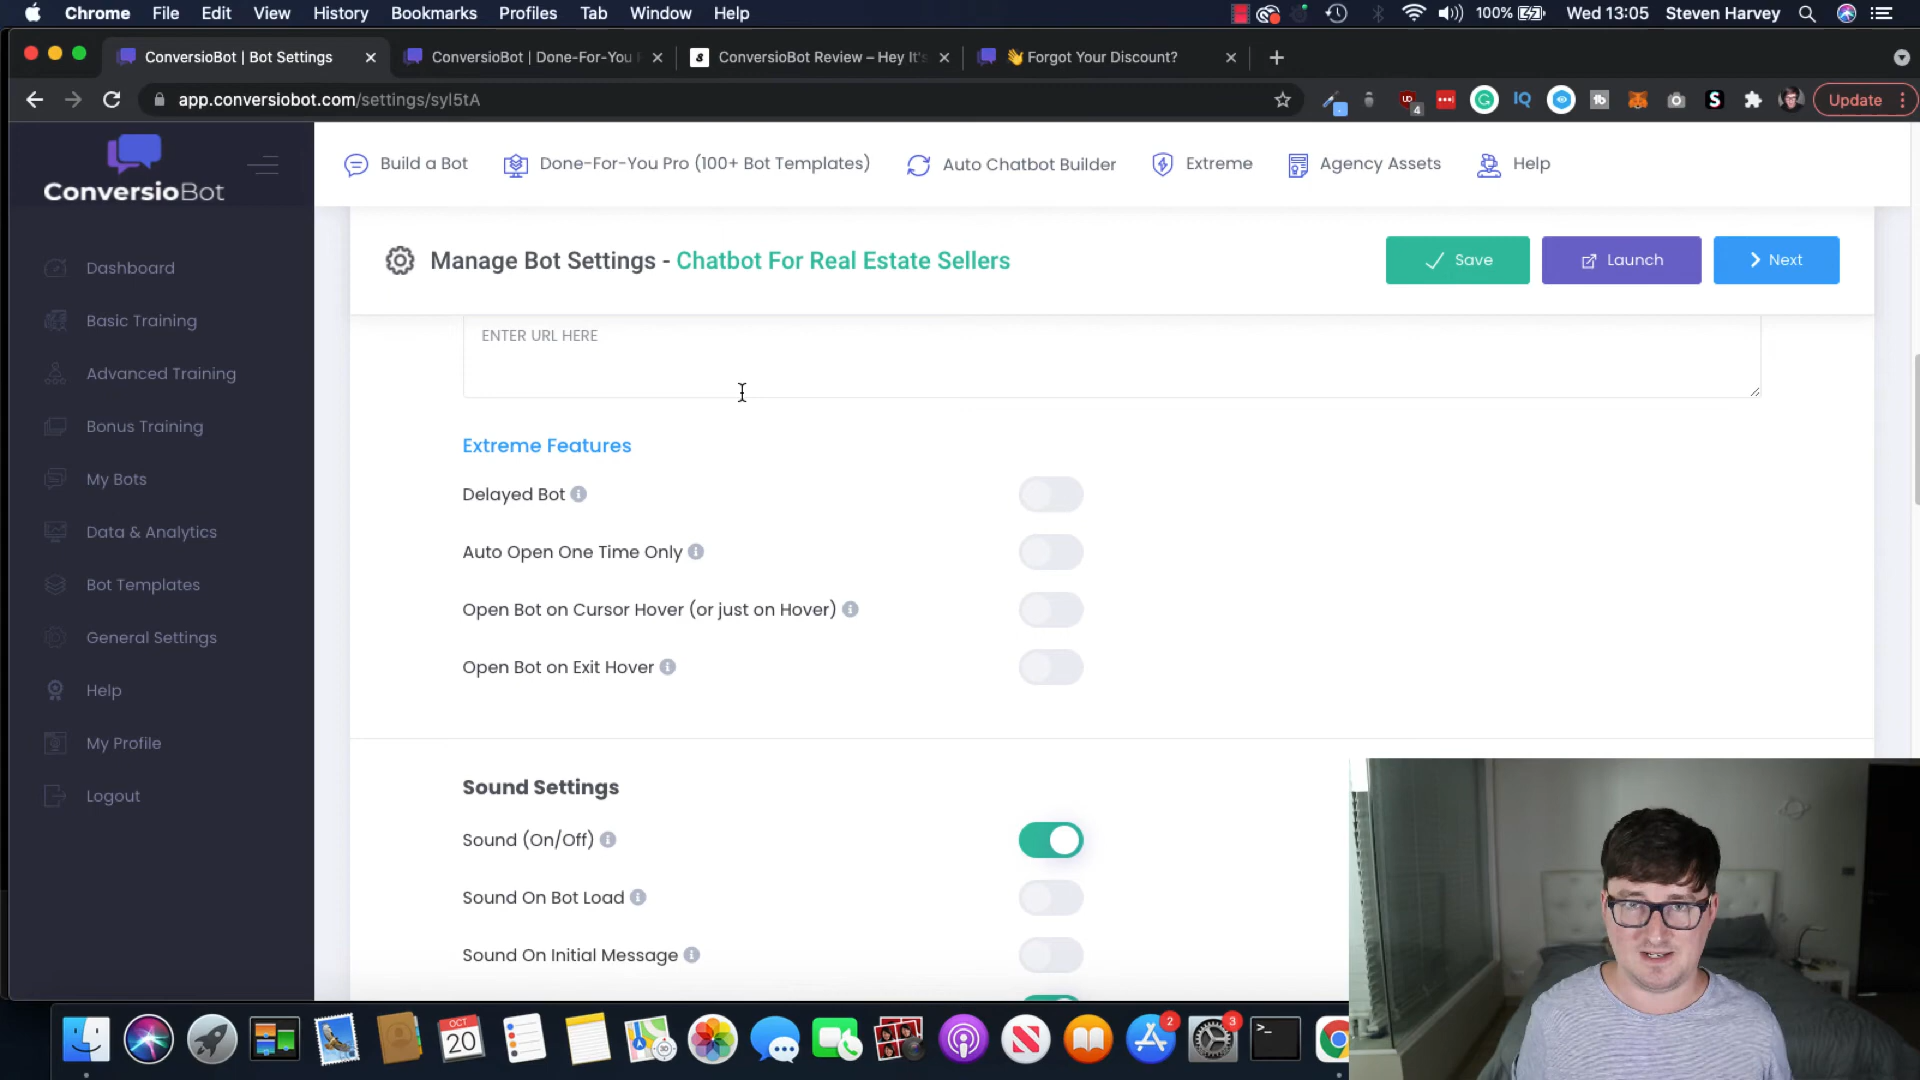 Chrome File Edit View History Bookmarks Profiles Tab Window Help 100% Wed 13:05 Steven Harvey
ConversioBot | Bot Settings ConversioBot | Done-For-You ConversioBot Review – Hey It's 👋 Forgot Your Discount?
app.conversiobot.com/settings/syl5tA Update
ConversioBot
Build a Bot Done-For-You Pro (100+ Bot Templates) Auto Chatbot Builder Extreme Agency Assets Help
Dashboard
Basic Training
Advanced Training
Bonus Training
My Bots
Data & Analytics
Bot Templates
General Settings
Help
My Profile
Logout
Manage Bot Settings - Chatbot For Real Estate Sellers Save Launch Next
ENTER URL HERE
Extreme Features
Delayed Bot
Auto Open One Time Only
Open Bot on Cursor Hover (or just on Hover)
Open Bot on Exit Hover
Sound Settings
Sound (On/Off)
Sound On Bot Load
Sound On Initial Message
OCT
20
2
3